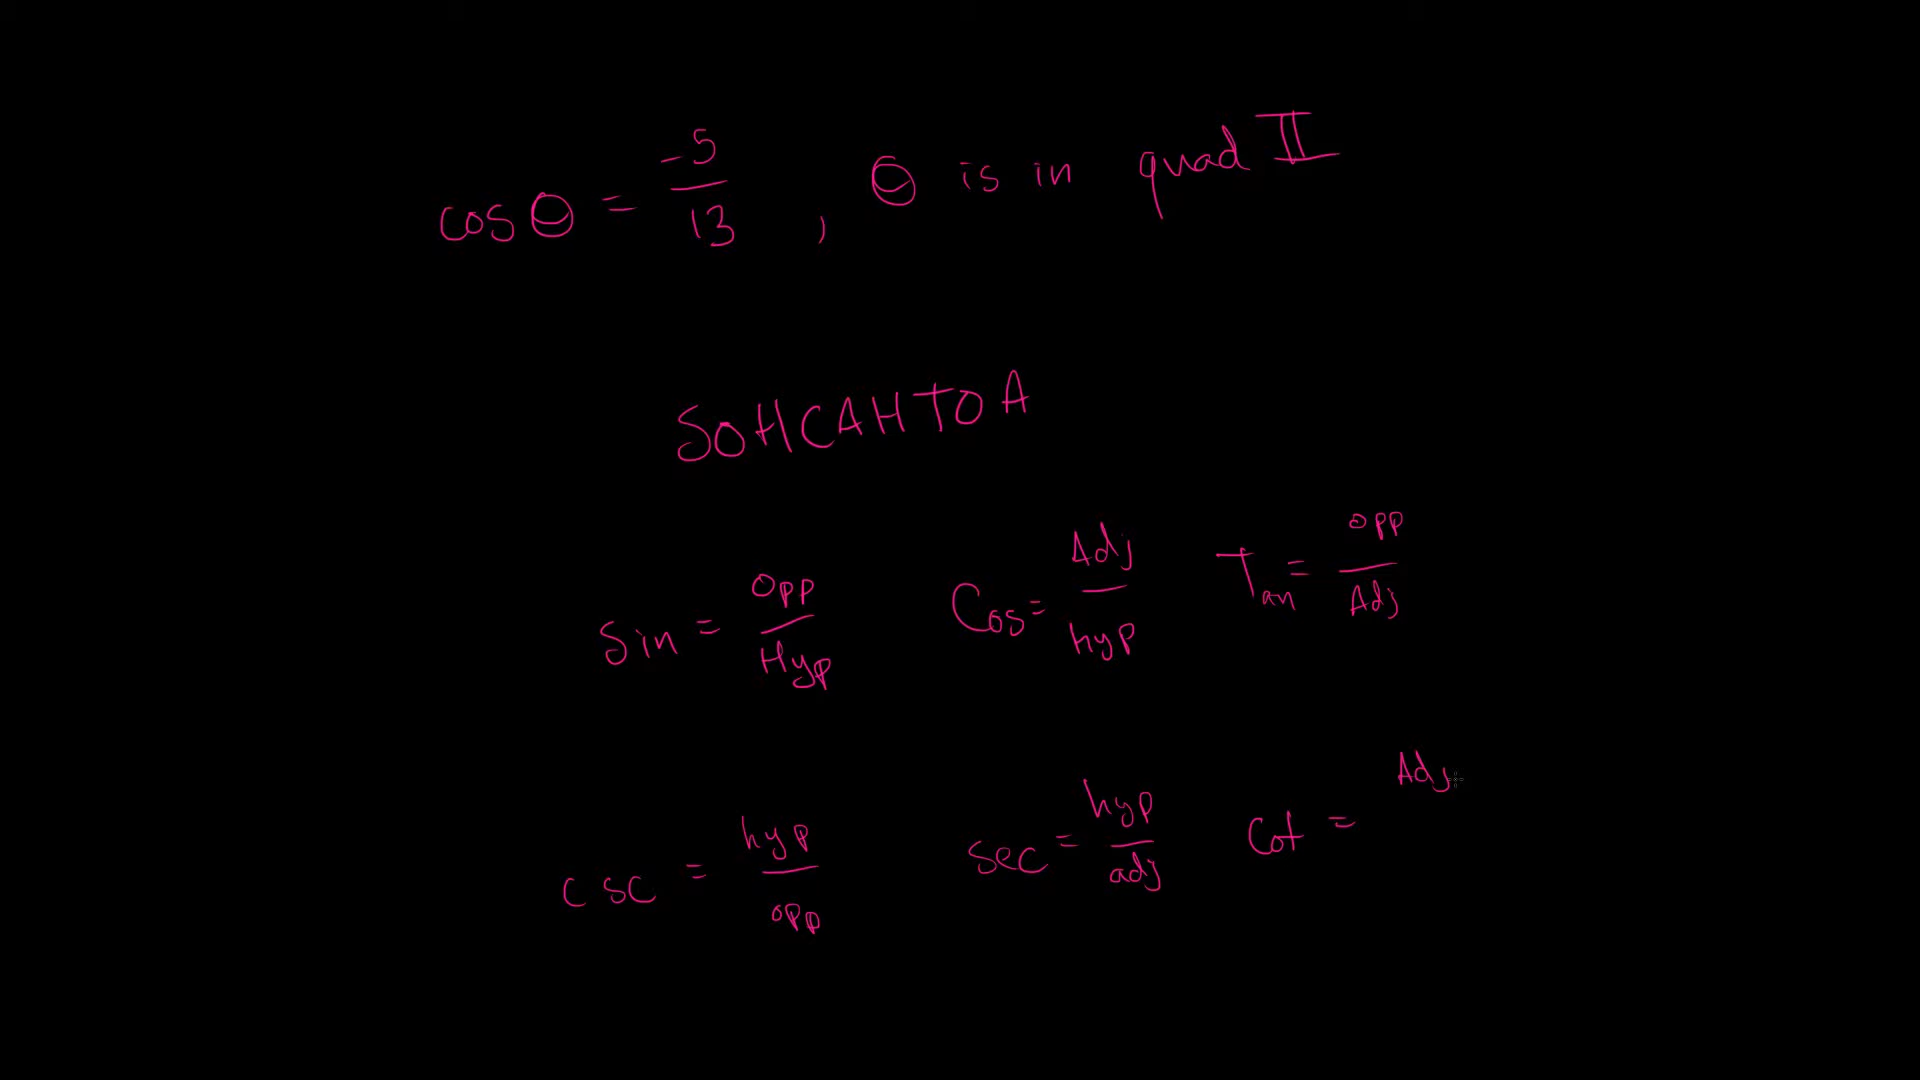 cos θ = -5/13 , θ is in quad II
SOHCAHTOA
Sin = Opp/Hyp Cos = Adj/hyp Tan = opp/Adj
csc = hyp/opp sec = hyp/adj Cot = Adj